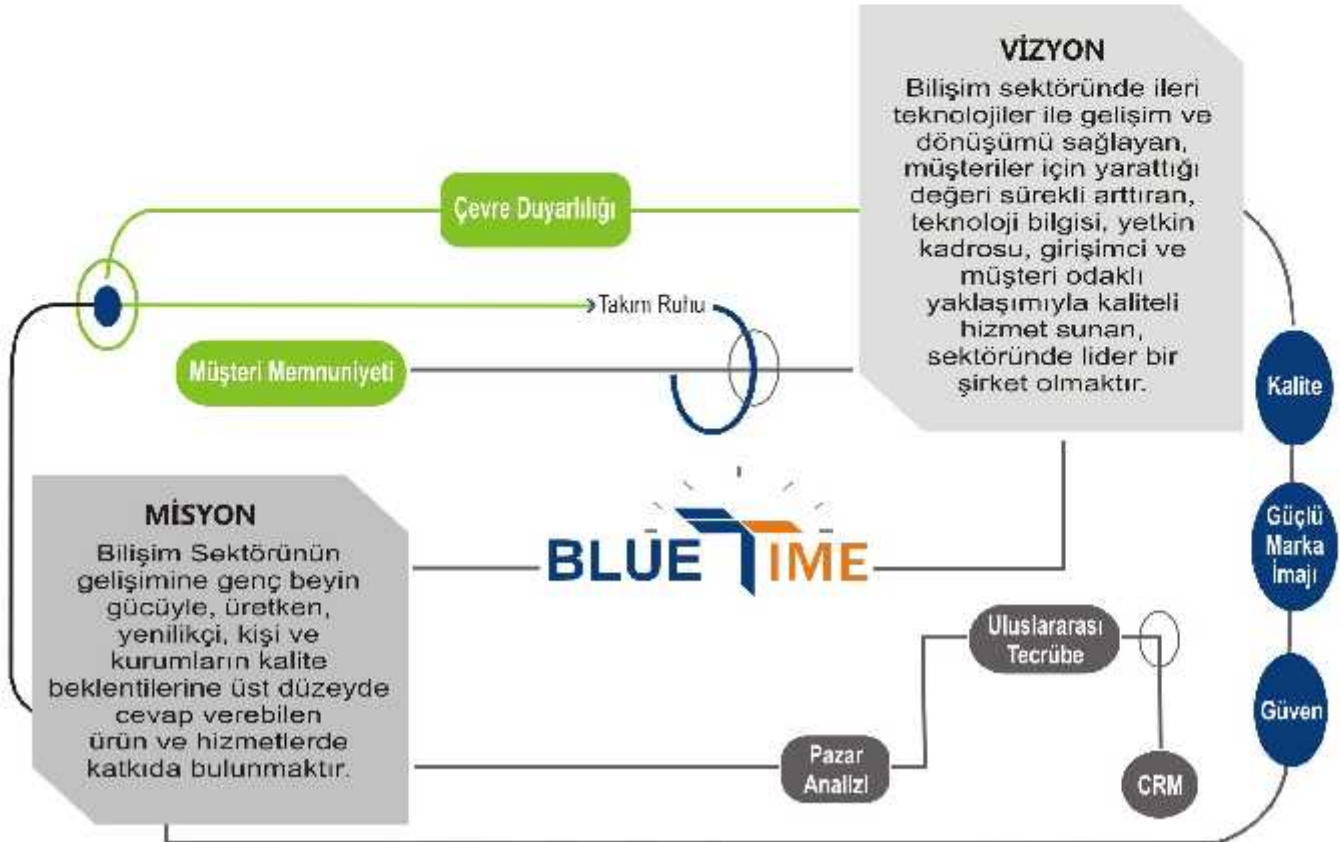 VİZYON
Bilişim sektöründe ileri
teknolojiler ile gelişim ve
dönüşümü sağlayan,
müşteriler için yarattığı
değeri sürekli arttıran,
teknoloji bilgisi, yetkin
kadrosu, girişimci ve
müşteri odaklı
yaklaşımıyla kaliteli
hizmet sunan,
sektöründe lider bir
şirket olmaktır.
Çevre Duyarlılığı
Takım Ruhu
Müşteri Memnuniyeti
Kalite
Güçlü
Marka
İmajı
Güven
MİSYON
Bilişim Sektörünün
gelişimine genç beyin
gücüyle, üretken,
yenilikçi, kişi ve
kurumların kalite
beklentilerine üst düzeyde
cevap verebilen
ürün ve hizmetlerde
katkıda bulunmaktır.
BLUE TIME
Uluslararası
Tecrübe
Pazar
Analizi
CRM